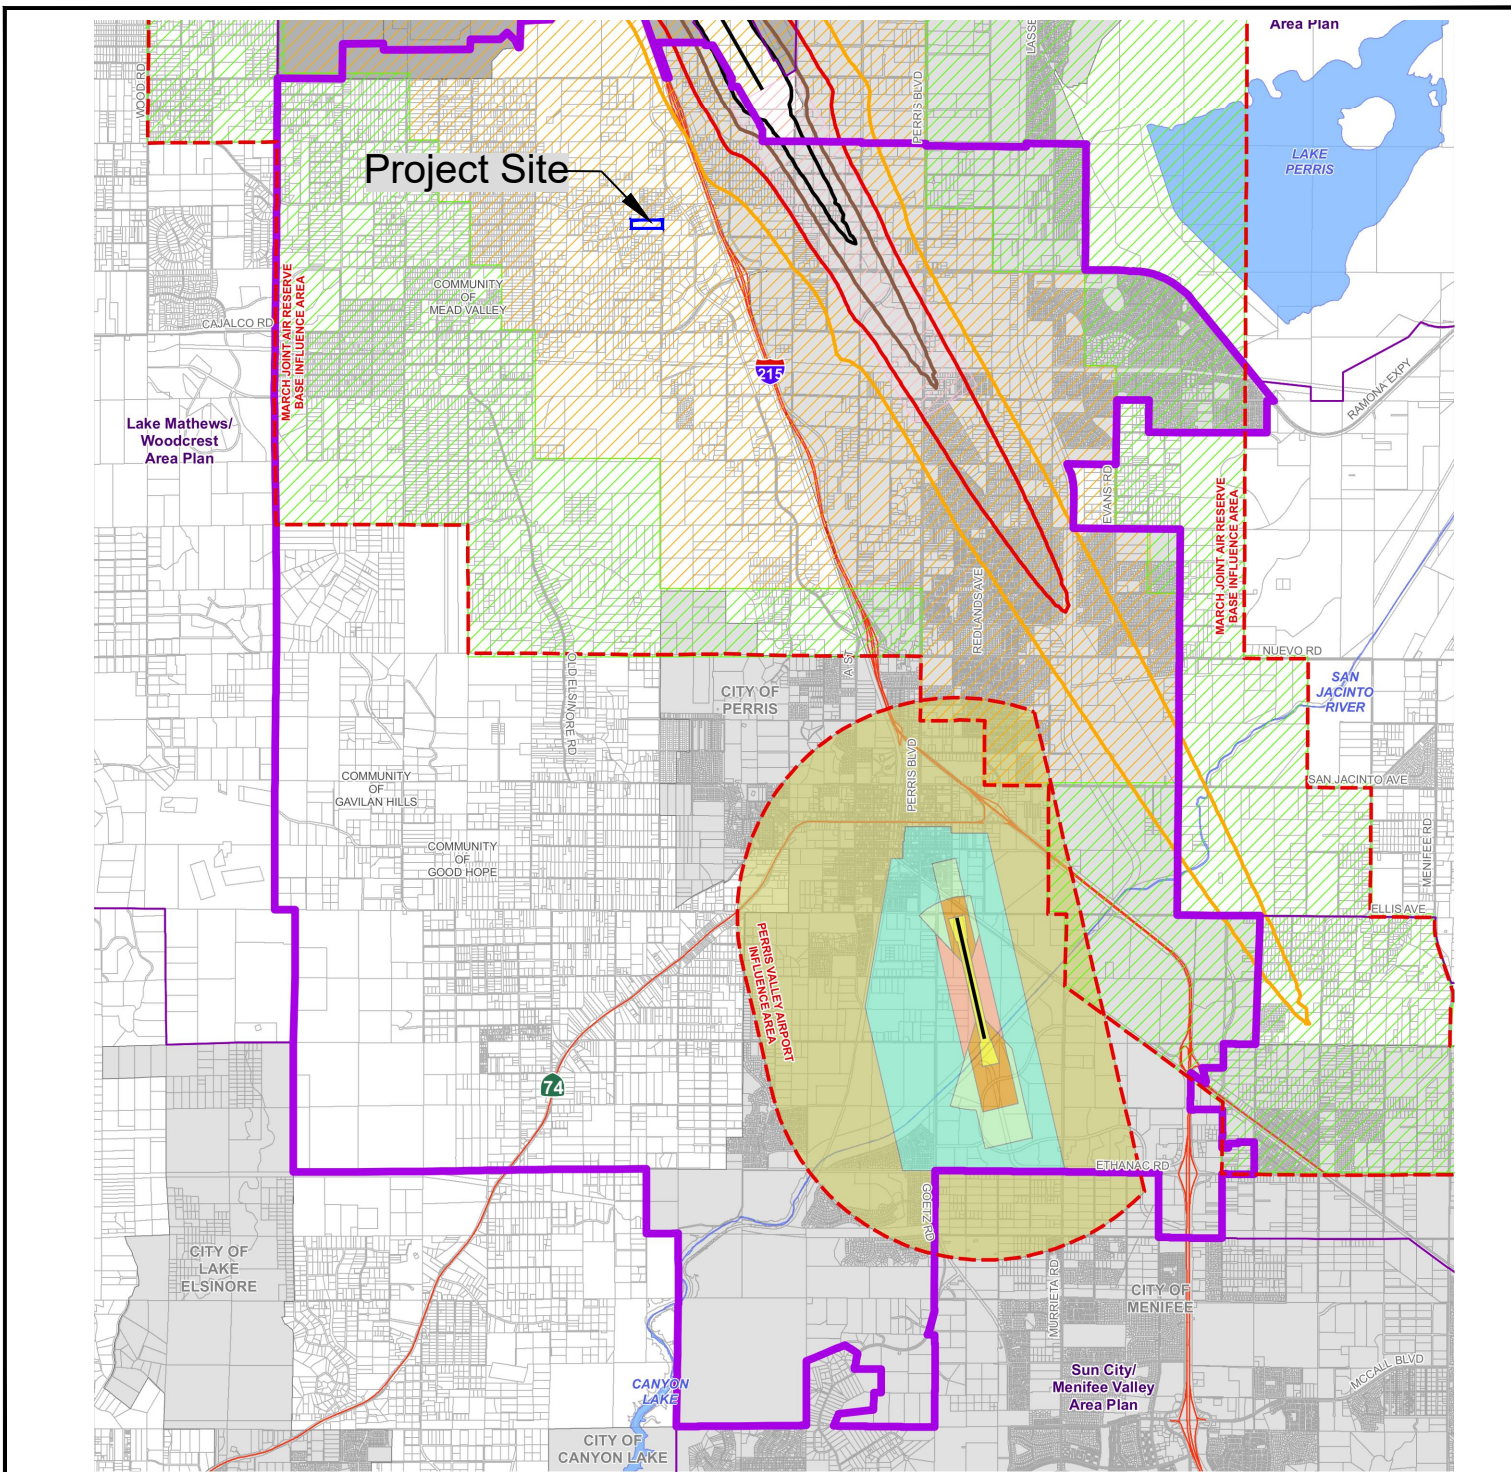 Area Plan
WOOD RD
PERRIS BLVD
LASSE
Project Site
LAKE
PERRIS
COMMUNITY
OF
MEAD VALLEY
CAJALCO RD
MARCH JOINT AIR RESERVE
BASE INFLUENCE AREA
215
RAMONA EXPY
Lake Mathews/
Woodcrest
Area Plan
EVANS RD
MARCH JOINT AIR RESERVE
BASE INFLUENCE AREA
REDLANDS AVE
NUEVO RD
OLD ELSINORE RD
A ST
CITY OF
PERRIS
SAN
JACINTO
RIVER
PERRIS BLVD
SAN JACINTO AVE
COMMUNITY
OF
GAVILAN HILLS
COMMUNITY
OF
GOOD HOPE
MENIFEE RD
ELLIS AVE
PERRIS VALLEY AIRPORT
INFLUENCE AREA
74
ETHANAC RD
GOETZ RD
CITY OF
LAKE
ELSINORE
MURRIETA RD
CITY OF
MENIFEE
CANYON
LAKE
Sun City/
Menifee Valley
Area Plan
MCCALL BLVD
CITY OF
CANYON LAKE